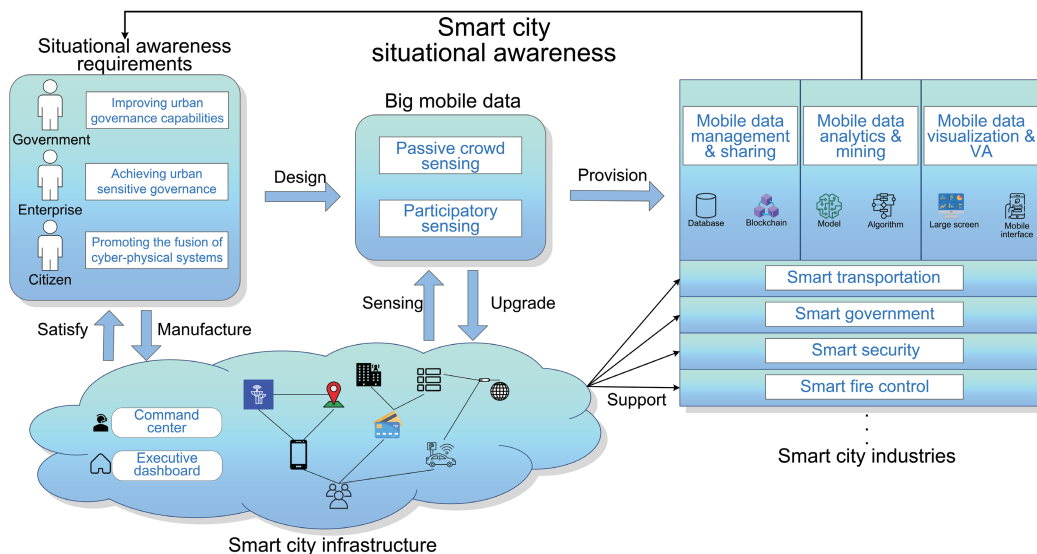 Smart city
situational awareness
Situational awareness
requirements
Government
Improving urban
governance capabilities
Enterprise
Achieving urban
sensitive governance
Citizen
Promoting the fusion of
cyber-physical systems
Design
Big mobile data
Passive crowd
sensing
Participatory
sensing
Provision
Mobile data
management
& sharing
Mobile data
analytics &
mining
Mobile data
visualization &
VA
Database
Blockchain
Model
Algorithm
Large screen
Mobile
interface
Smart transportation
Smart government
Smart security
Smart fire control
Smart city industries
Satisfy
Manufacture
Sensing
Upgrade
Support
Command
center
Executive
dashboard
Smart city infrastructure